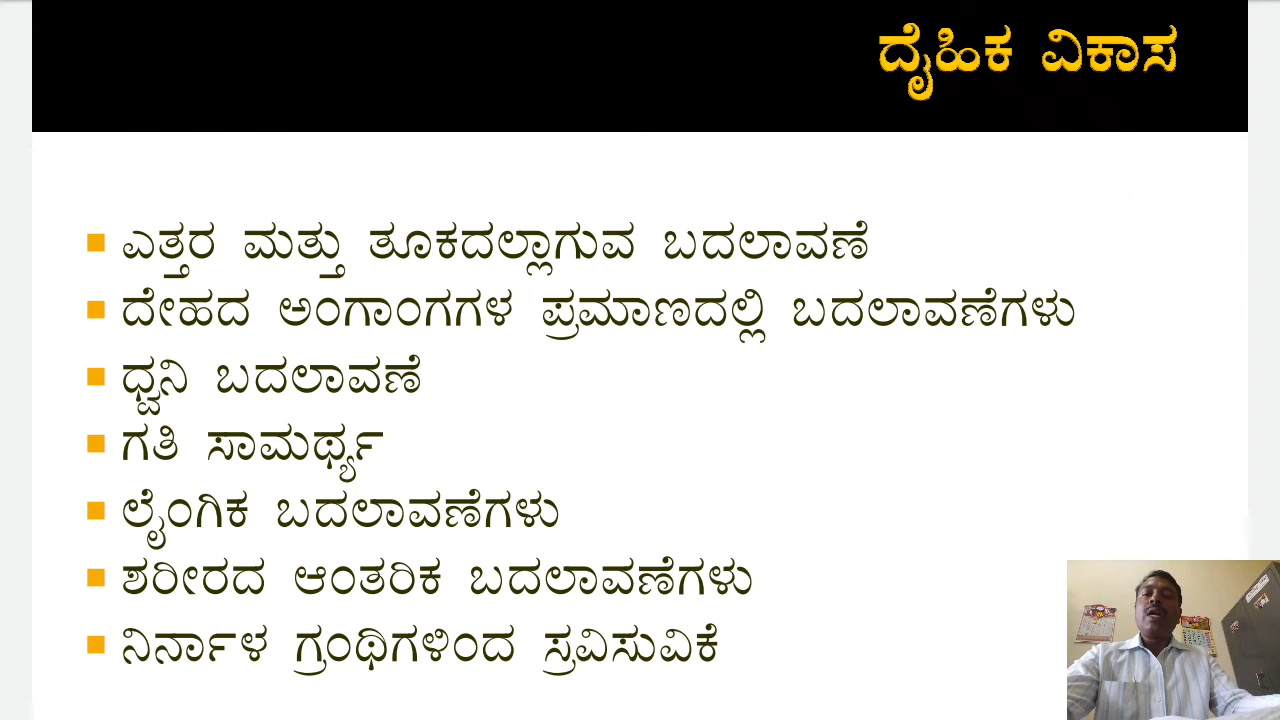 ದೈಹಿಕ ವಿಕಾಸ
ಎತ್ತರ ಮತ್ತು ತೂಕದಲ್ಲಾಗುವ ಬದಲಾವಣೆ
ದೇಹದ ಅಂಗಾಂಗಗಳ ಪ್ರಮಾಣದಲ್ಲಿ ಬದಲಾವಣೆಗಳು
ಧ್ವನಿ ಬದಲಾವಣೆ
ಗತಿ ಸಾಮರ್ಥ್ಯ
ಲೈಂಗಿಕ ಬದಲಾವಣೆಗಳು
ಶರೀರದ ಆಂತರಿಕ ಬದಲಾವಣೆಗಳು
ನಿರ್ನಾಳ ಗ್ರಂಥಿಗಳಿಂದ ಸ್ರವಿಸುವಿಕೆ